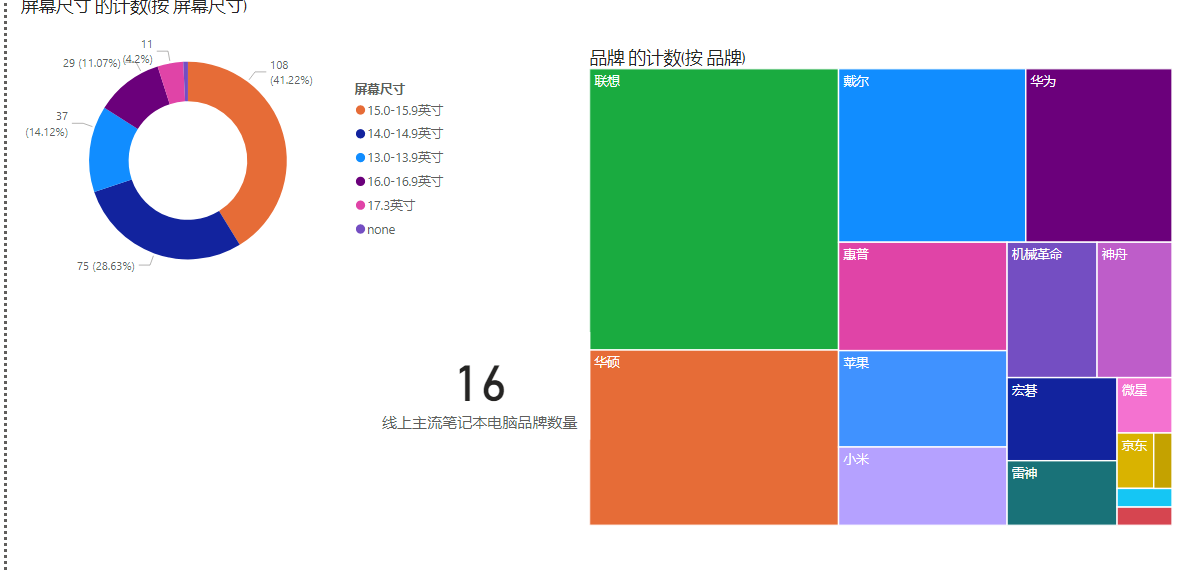 屏幕尺寸 的计数(按 屏幕尺寸)
11
(4.2%)
29 (11.07%)
108
(41.22%)
37
(14.12%)
75 (28.63%)
屏幕尺寸
15.0-15.9英寸
14.0-14.9英寸
13.0-13.9英寸
16.0-16.9英寸
17.3英寸
none
16
线上主流笔记本电脑品牌数量
品牌 的计数(按 品牌)
联想
戴尔
华为
惠普
机械革命
神舟
华硕
苹果
宏碁
微星
京东
小米
雷神